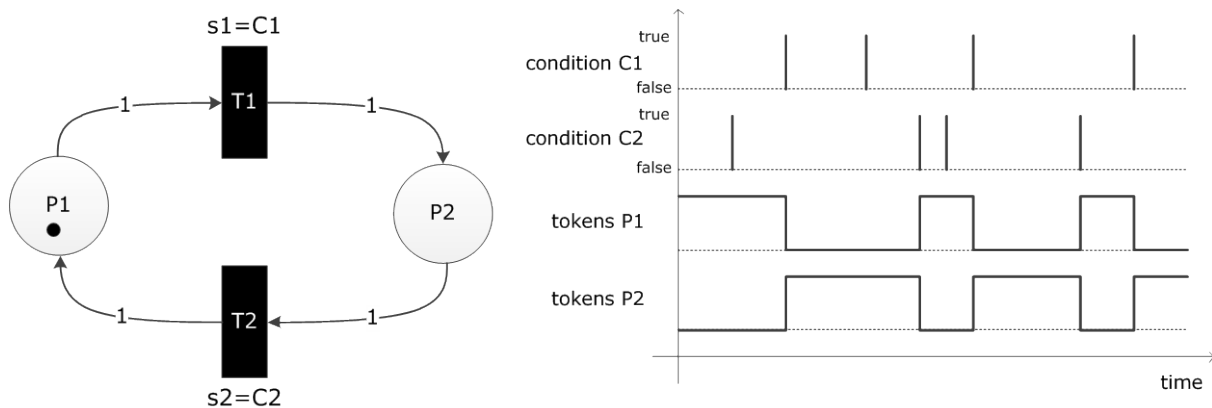 s1=C1
T1
1
1
P1
P2
T2
1
1
s2=C2
true
condition C1
false
true
condition C2
false
tokens P1
tokens P2
time